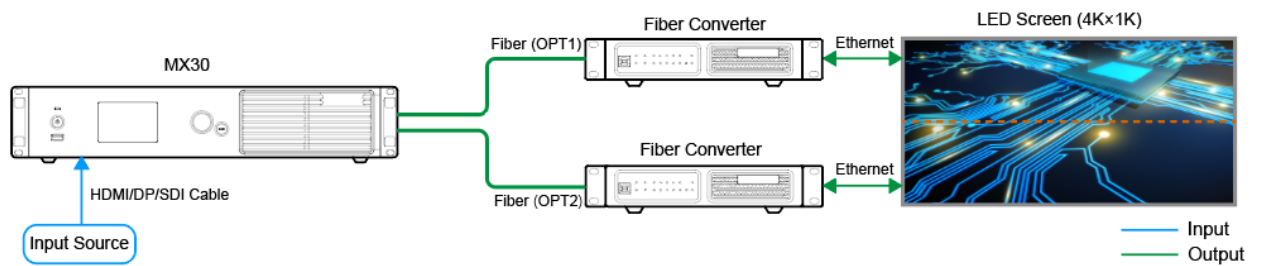 Fiber Converter
LED Screen (4K×1K)
Fiber (OPT1)
Ethernet
MX30
Fiber Converter
Ethernet
HDMI/DP/SDI Cable
Fiber (OPT2)
Input Source
Input
Output